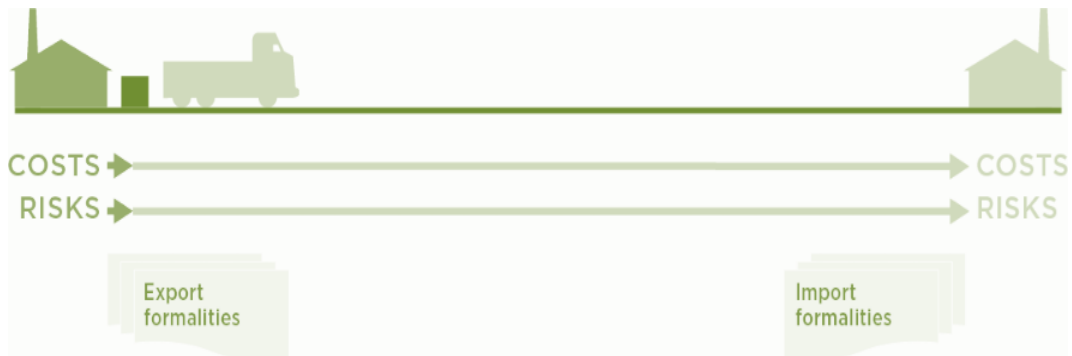 COSTS COSTS
RISKS RISKS
Export
formalities
Import
formalities